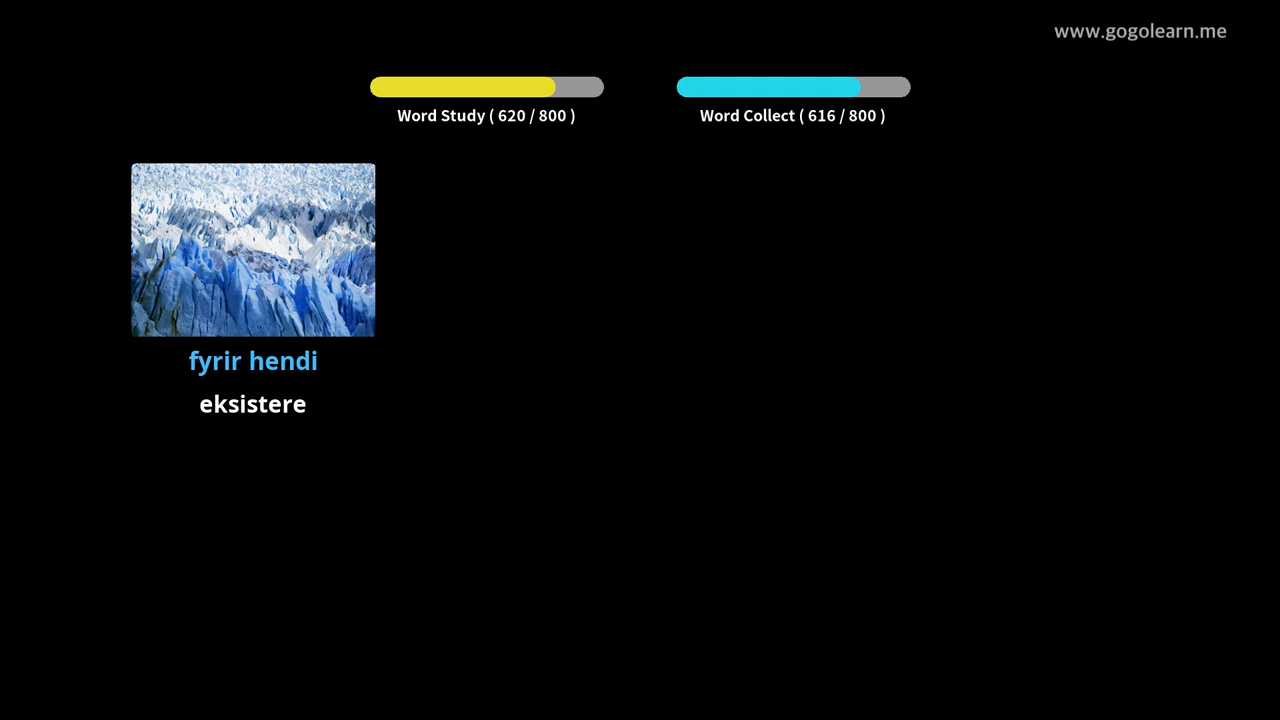 www.gogolearn.me
Word Study ( 620 / 800 )
Word Collect ( 616 / 800 )
fyrir hendi
eksistere